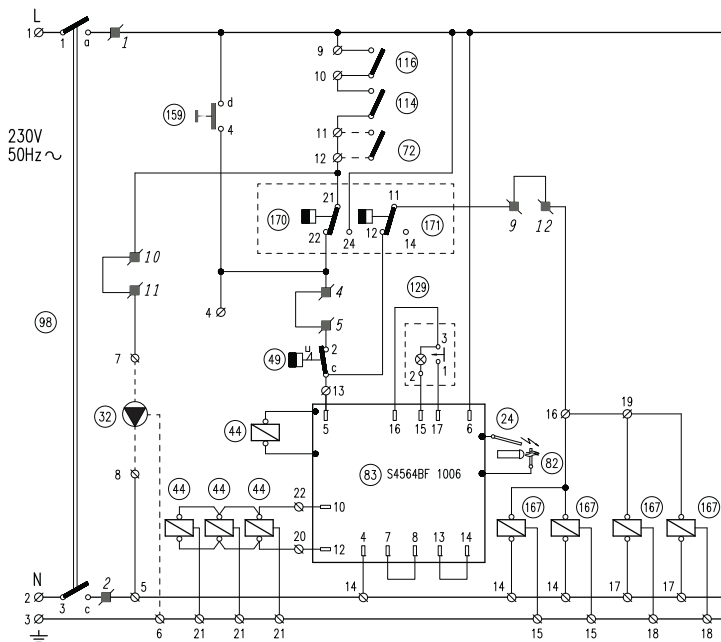 L
1 1 a 1
9 116
10
159 d 114
4
11
230V
50Hz 72
12
21 11
170 171
22 24 12 14 9 12
10
11 4
4 129
98 5
u 2 3
49
7 c 2 1
13 16 19
32 44 5 16 15 17 6 24
83 S4564BF 1006 82
8
44 44 44 22 10 167 167 167 167
20 12 4 7 8 13 14
N 2
2 3 c 5 14 14 14 17 17
3
6 21 21 21 15 15 18 18